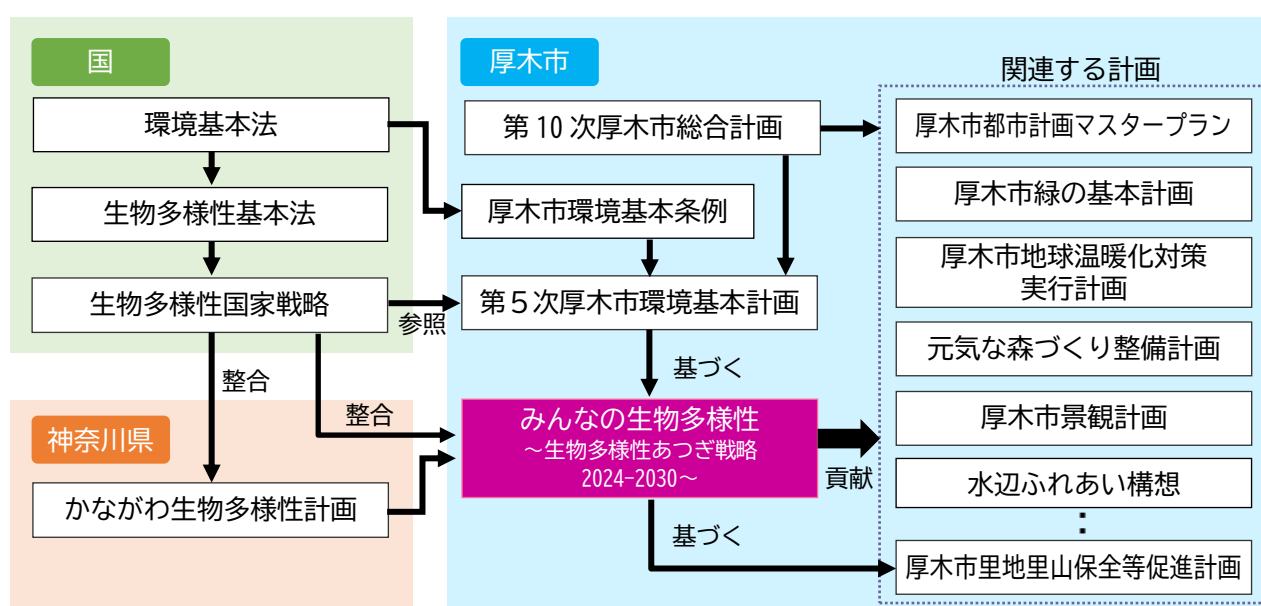 国
環境基本法
生物多様性基本法
生物多様性国家戦略
参照
整合
整合
神奈川県
かながわ生物多様性計画
厚木市
第10次厚木市総合計画
厚木市環境基本条例
第5次厚木市環境基本計画
基づく
みんなの生物多様性
～生物多様性あつぎ戦略
2024-2030～
貢献
基づく
関連する計画
厚木市都市計画マスタープラン
厚木市緑の基本計画
厚木市地球温暖化対策
実行計画
元気な森づくり整備計画
厚木市景観計画
水辺ふれあい構想
：
厚木市里地里山保全等促進計画